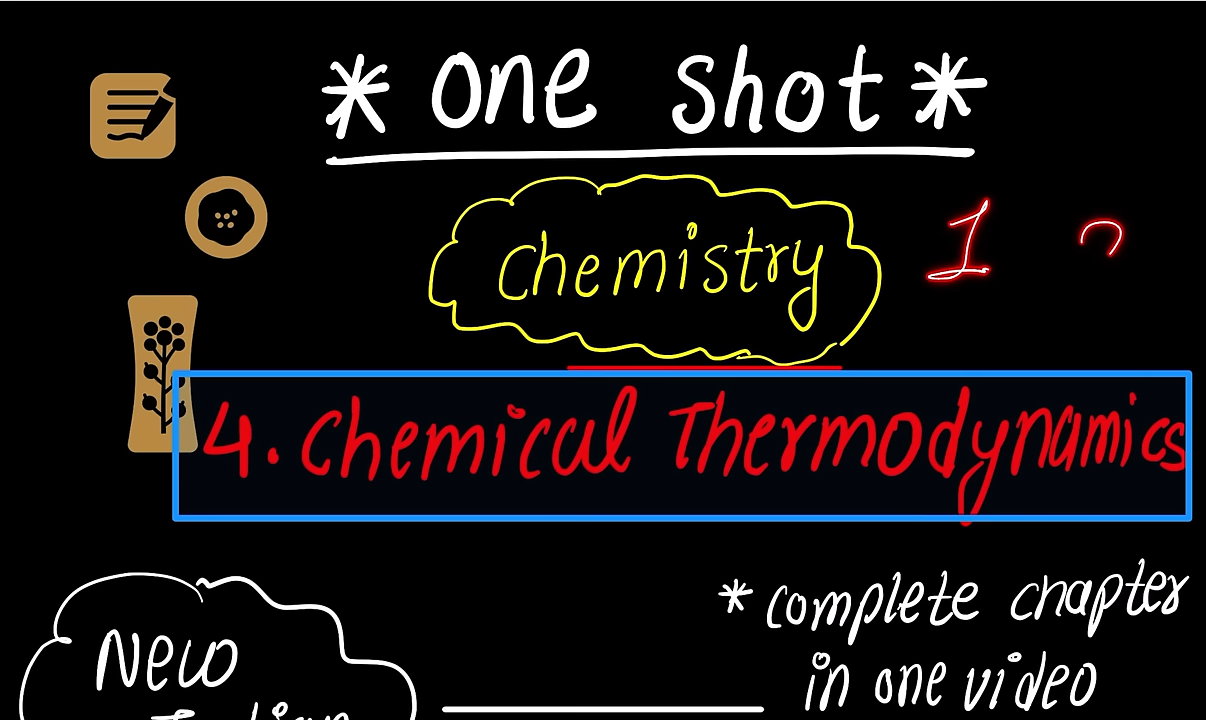 * one shot *
chemistry
1
4. Chemical Thermodynamics
* complete chapter
in one video
New